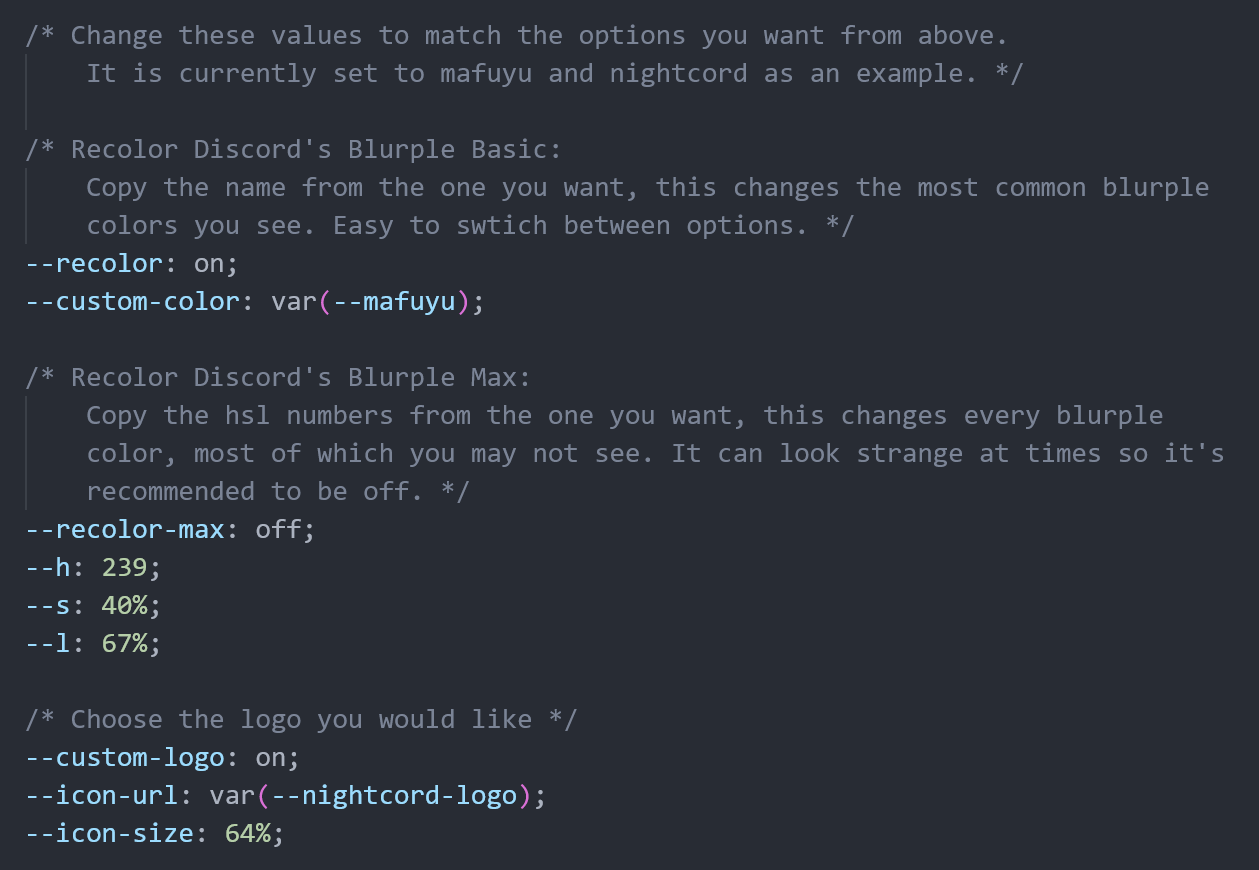 /* Change these values to match the options you want from above.
It is currently set to mafuyu and nightcord as an example. */
/* Recolor Discord's Blurple Basic:
Copy the name from the one you want, this changes the most common blurple
colors you see. Easy to swtich between options. */
--recolor: on;
--custom-color: var(--mafuyu);
/* Recolor Discord's Blurple Max:
Copy the hsl numbers from the one you want, this changes every blurple
color, most of which you may not see. It can look strange at times so it's
recommended to be off. */
--recolor-max: off;
--h: 239;
--s: 40%;
--l: 67%;
/* Choose the logo you would like */
--custom-logo: on;
--icon-url: var(--nightcord-logo);
--icon-size: 64%;